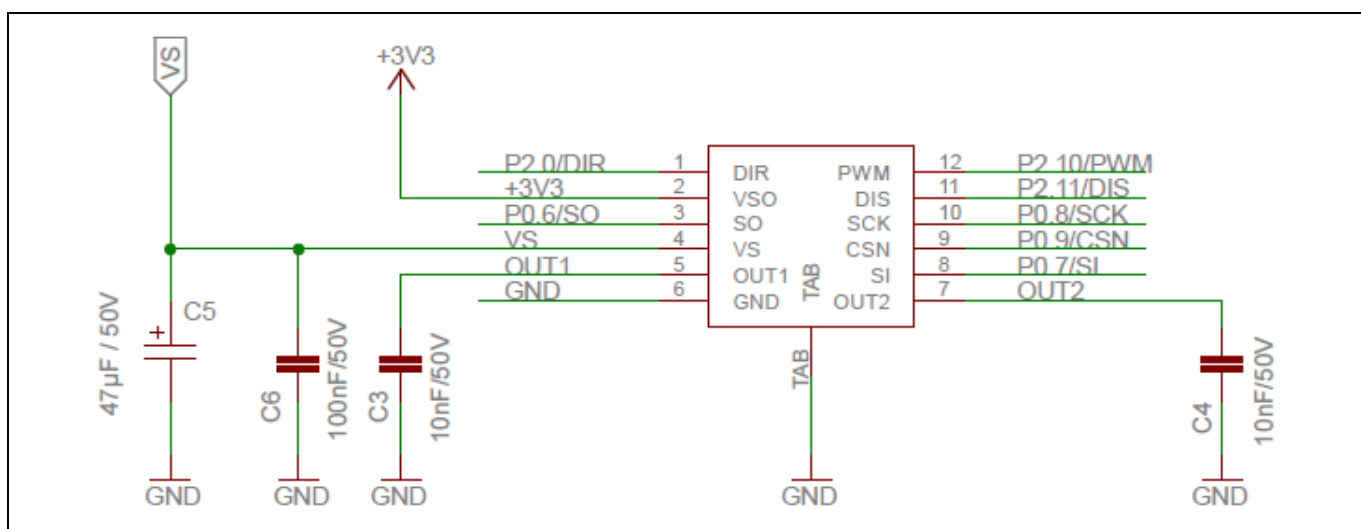 VS
+3V3
P2.0/DIR 1 DIR PWM 12 P2.10/PWM
+3V3 2 VSO DIS 11 P2.11/DIS
P0.6/SO 3 SO SCK 10 P0.8/SCK
VS 4 VS CSN 9 P0.9/CSN
OUT1 5 OUT1 SI 8 P0.7/SI
GND 6 GND OUT2 7 OUT2
TAB
TAB
+ C5
47µF / 50V
C6
100nF/50V
C3
10nF/50V
C4
10nF/50V
GND GND GND GND GND